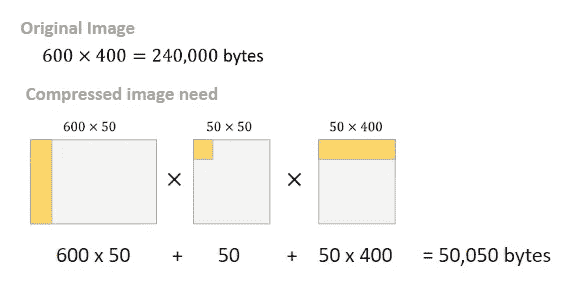 Original Image
600 × 400 = 240,000 bytes
Compressed image need
600 × 50 50 × 50 50 × 400
× ×
600 x 50 + 50 + 50 x 400 = 50,050 bytes